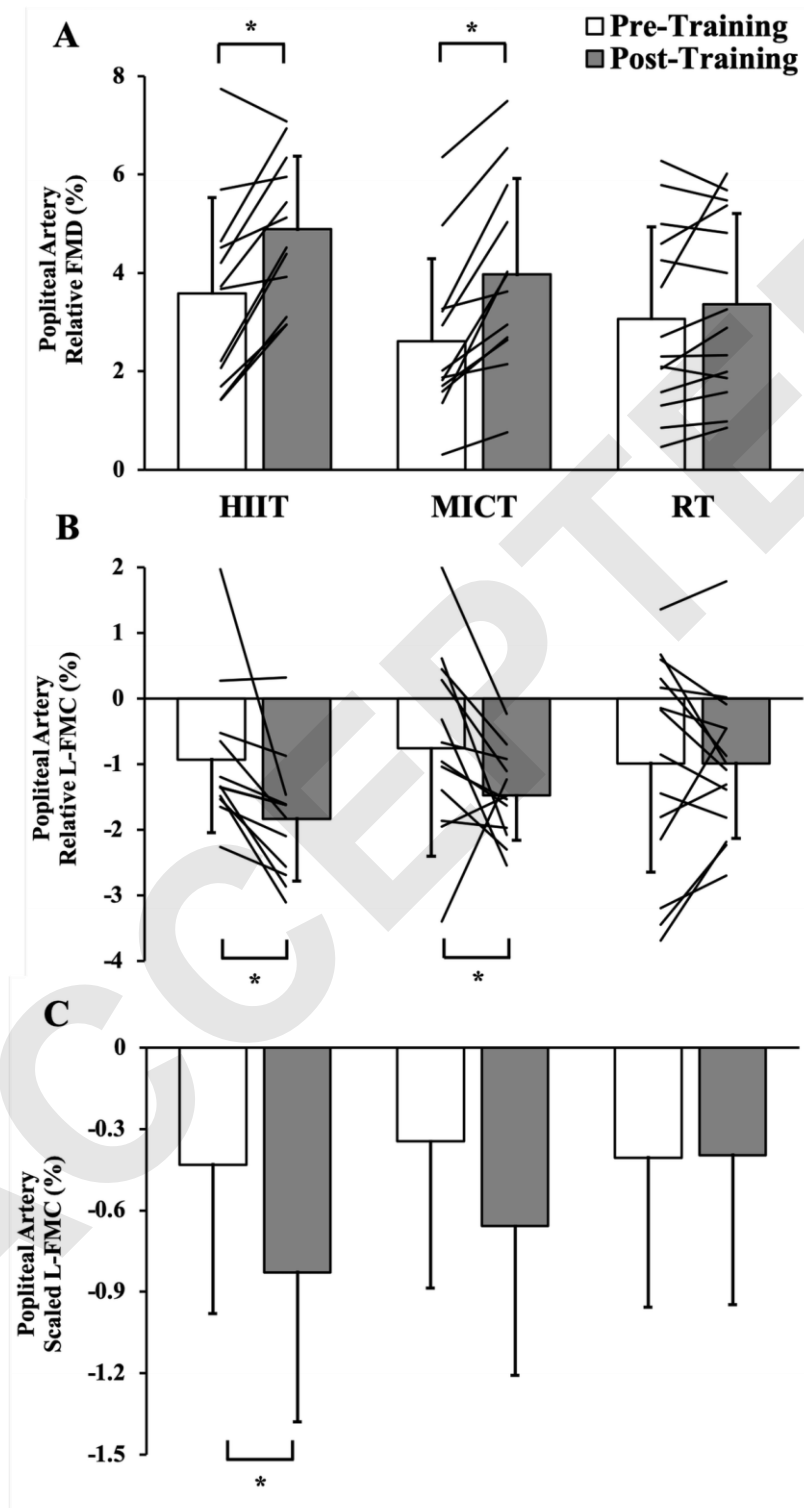 A
*
*
Pre-Training
Post-Training
Popliteal Artery
Relative FMD (%)
8
6
4
2
0
HIIT
MICT
RT
B
Popliteal Artery
Relative L-FMC (%)
2
1
0
-1
-2
-3
-4
*
*
C
Popliteal Artery
Scaled L-FMC (%)
0
-0.3
-0.6
-0.9
-1.2
-1.5
*
ACCEPTE